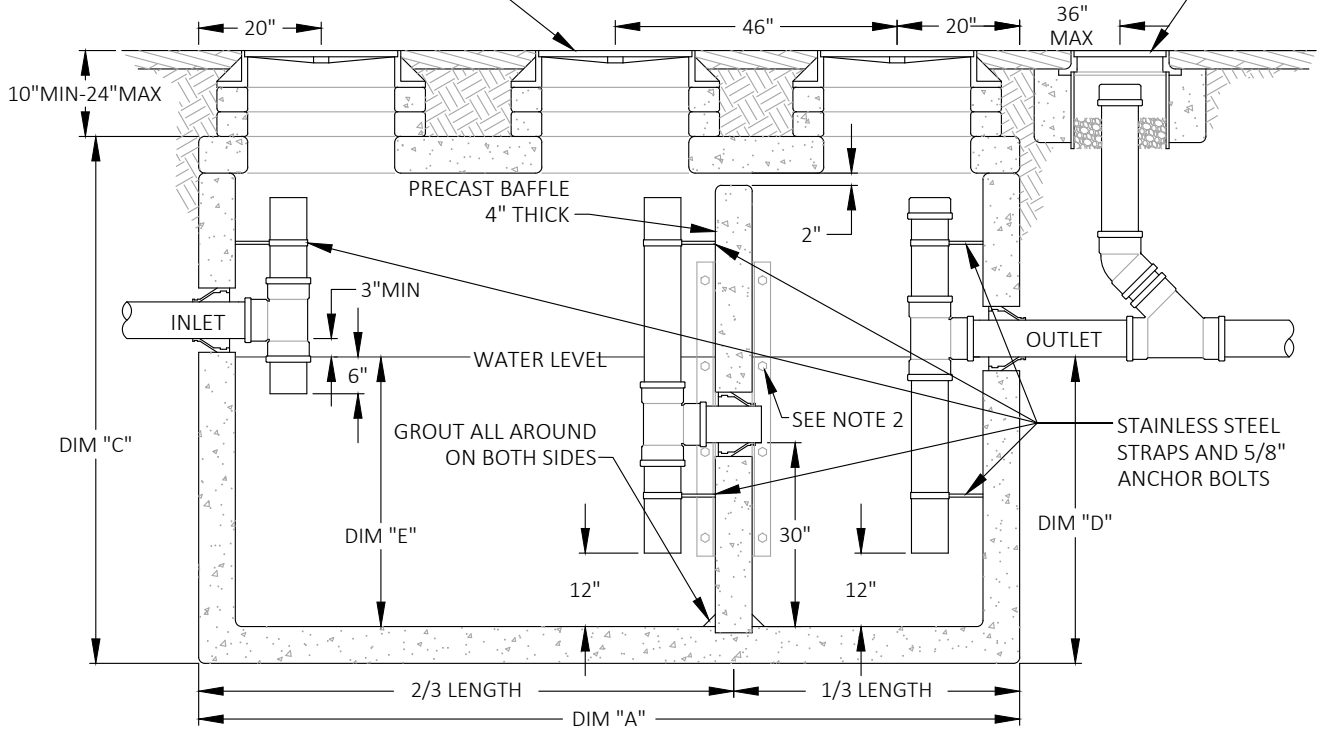 20"
46"
20"
36"
MAX
10"MIN-24"MAX
PRECAST BAFFLE
4" THICK
2"
3"MIN
INLET
OUTLET
WATER LEVEL
6"
SEE NOTE 2
DIM "C"
GROUT ALL AROUND
ON BOTH SIDES
STAINLESS STEEL
STRAPS AND 5/8"
ANCHOR BOLTS
DIM "E"
30"
DIM "D"
12"
12"
2/3 LENGTH
1/3 LENGTH
DIM "A"